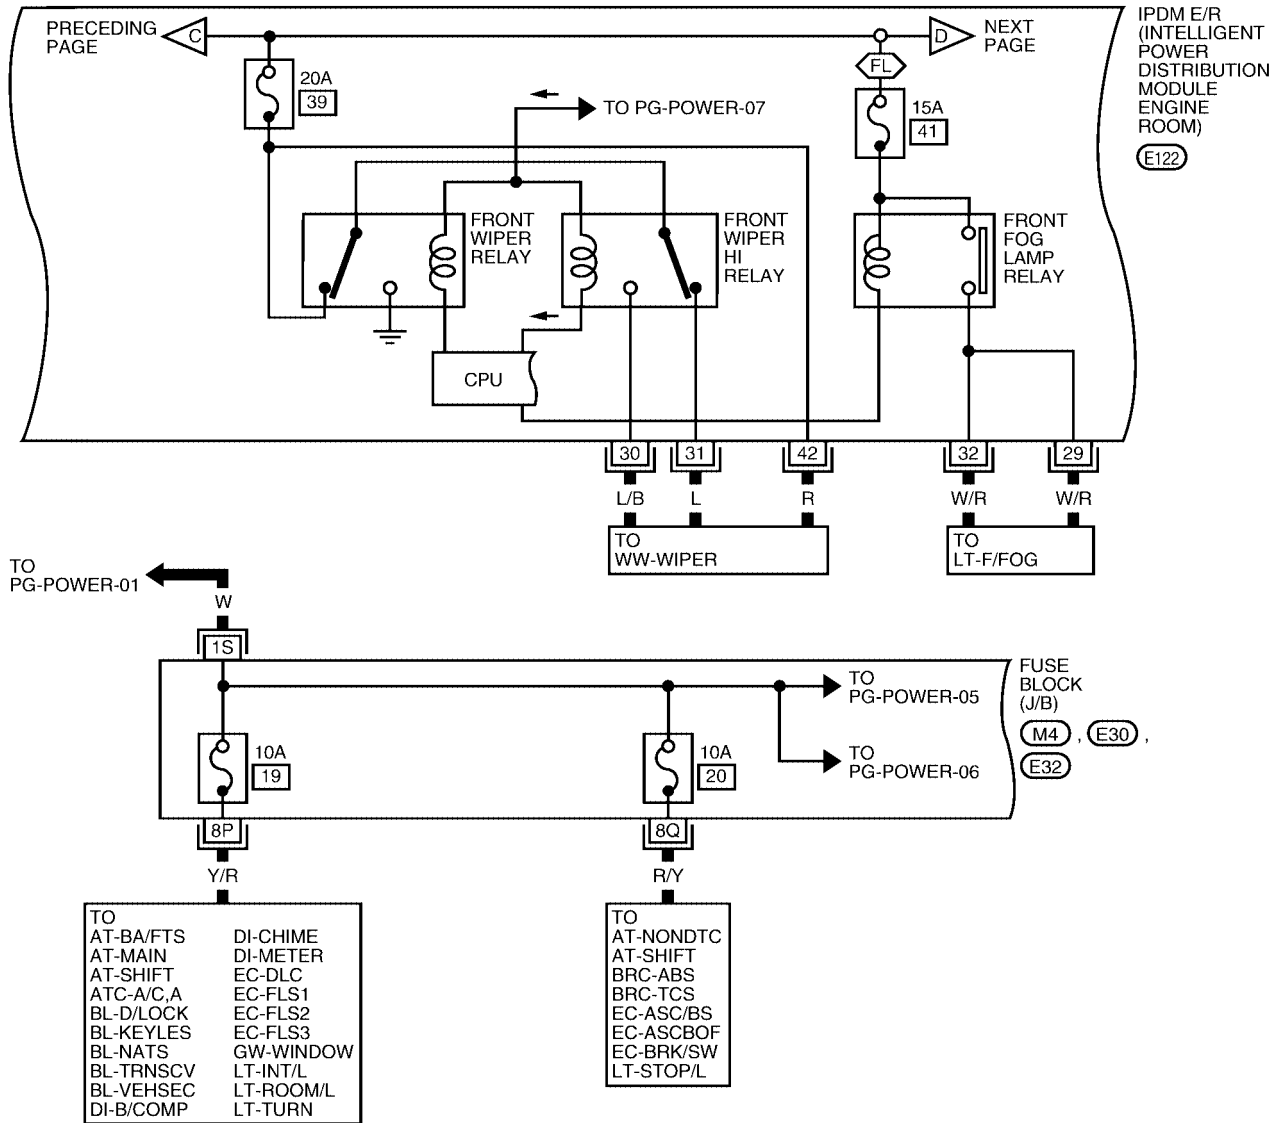 PRECEDING
PAGE
C
D
NEXT
PAGE
IPDM E/R
(INTELLIGENT
POWER
DISTRIBUTION
MODULE
ENGINE
ROOM)
E122
FL
20A
39
TO PG-POWER-07
15A
41
FRONT
WIPER
RELAY
FRONT
WIPER
HI
RELAY
FRONT
FOG
LAMP
RELAY
CPU
30
31
42
32
29
L/B
L
R
W/R
W/R
TO
WW-WIPER
TO
LT-F/FOG
TO
PG-POWER-01
W
1S
TO
PG-POWER-05
TO
PG-POWER-06
FUSE
BLOCK
(J/B)
M4 , E30 ,
E32
10A
19
10A
20
8P
8Q
Y/R
R/Y
TO
AT-BA/FTS
AT-MAIN
AT-SHIFT
ATC-A/C,A
BL-D/LOCK
BL-KEYLES
BL-NATS
BL-TRNSCV
BL-VEHSEC
DI-B/COMP
DI-CHIME
DI-METER
EC-DLC
EC-FLS1
EC-FLS2
EC-FLS3
GW-WINDOW
LT-INT/L
LT-ROOM/L
LT-TURN
TO
AT-NONDTC
AT-SHIFT
BRC-ABS
BRC-TCS
EC-ASC/BS
EC-ASCBOF
EC-BRK/SW
LT-STOP/L